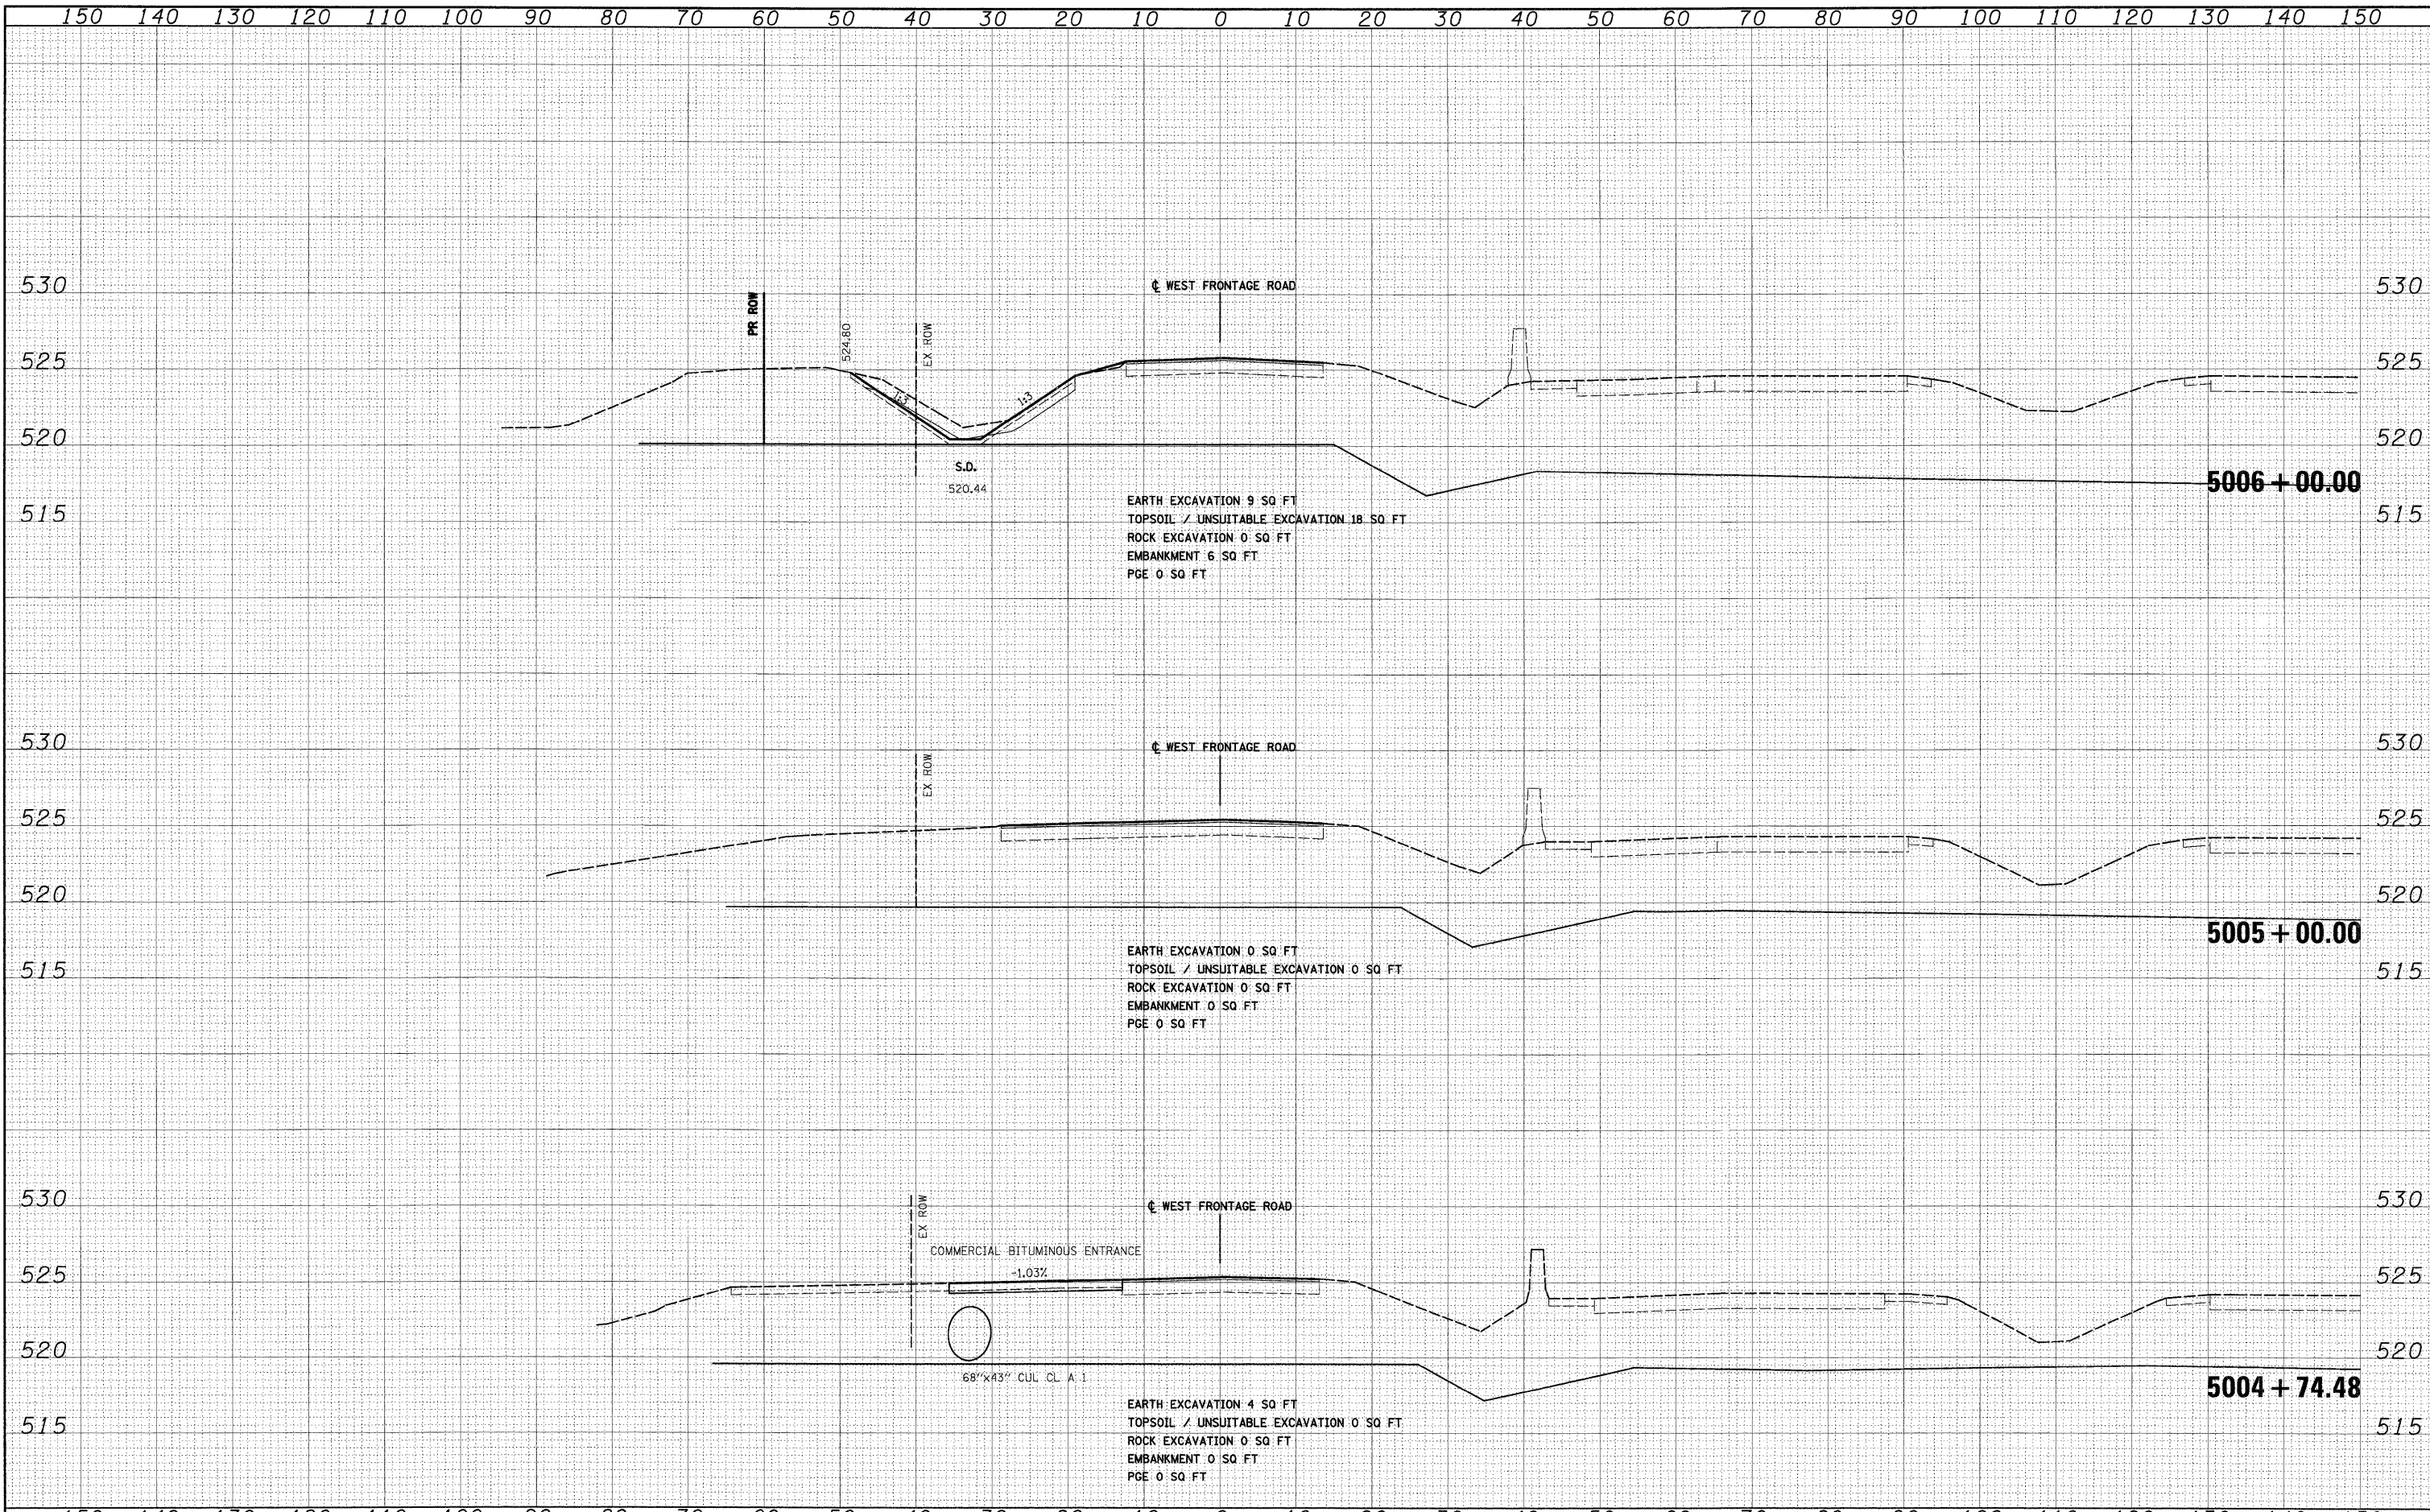 150 140 130 120 110 100 90 80 70 60 50 40 30 20 10 0 10 20 30 40 50 60 70 80 90 100 110 120 130 140 150
530 ℄ WEST FRONTAGE ROAD 530
PR ROW
524.80
EX ROW
525 525
1:3 1:3
520 520
S.D.
520.44
5006 + 00.00
EARTH EXCAVATION 9 SQ FT
TOPSOIL / UNSUITABLE EXCAVATION 18 SQ FT
515 515
ROCK EXCAVATION 0 SQ FT
EMBANKMENT 6 SQ FT
PGE 0 SQ FT
530 ℄ WEST FRONTAGE ROAD 530
EX ROW
525 525
520 520
5005 + 00.00
EARTH EXCAVATION 0 SQ FT
TOPSOIL / UNSUITABLE EXCAVATION 0 SQ FT
515 515
ROCK EXCAVATION 0 SQ FT
EMBANKMENT 0 SQ FT
PGE 0 SQ FT
530 ℄ WEST FRONTAGE ROAD 530
EX ROW
COMMERCIAL BITUMINOUS ENTRANCE
525 -1.03% 525
520 520
68"x43" CUL CL A 1
5004 + 74.48
EARTH EXCAVATION 4 SQ FT
TOPSOIL / UNSUITABLE EXCAVATION 0 SQ FT
515 515
ROCK EXCAVATION 0 SQ FT
EMBANKMENT 0 SQ FT
PGE 0 SQ FT